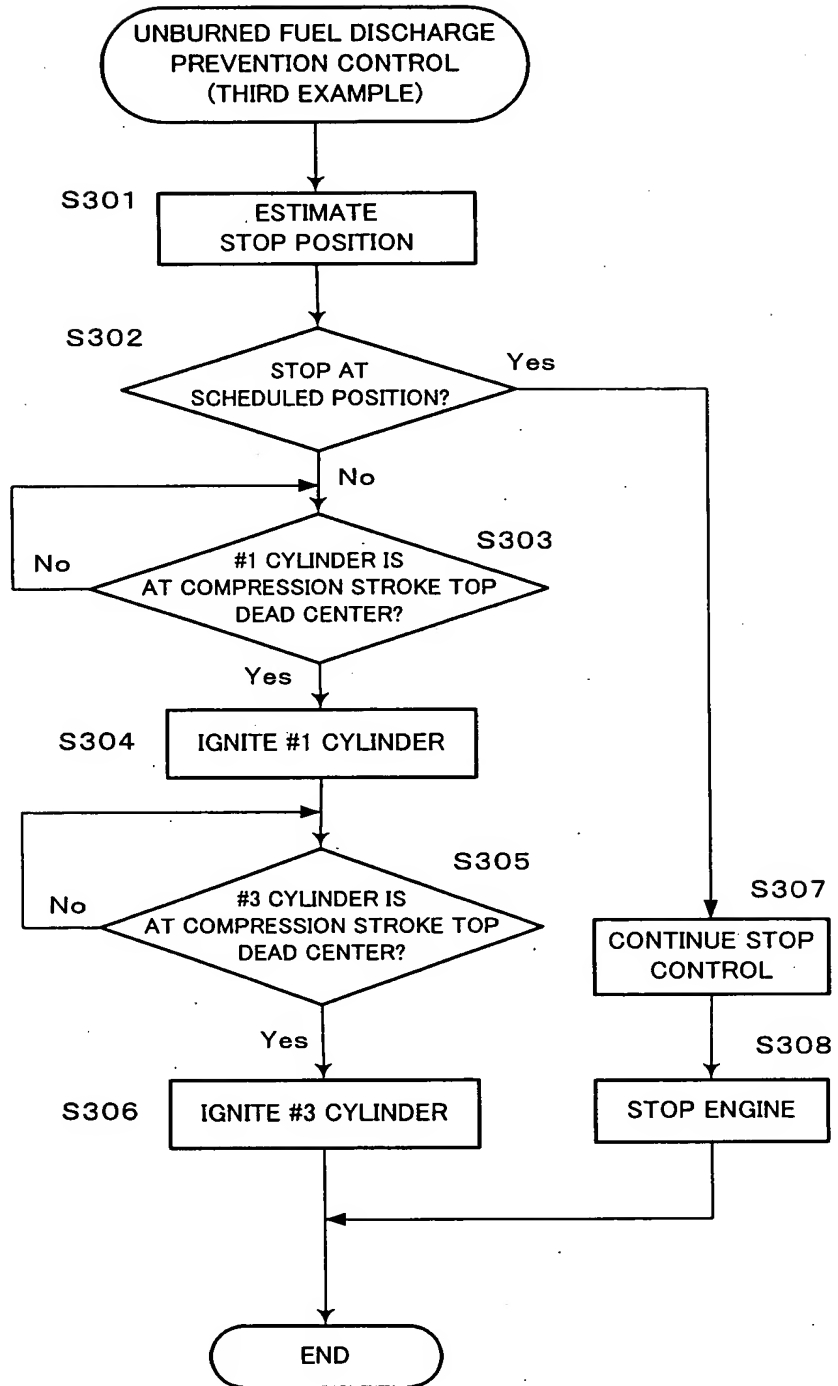 UNBURNED FUEL DISCHARGE
PREVENTION CONTROL
(THIRD EXAMPLE)
S301
ESTIMATE
STOP POSITION
S302
STOP AT
SCHEDULED POSITION?
Yes
No
S303
#1 CYLINDER IS
AT COMPRESSION STROKE TOP
DEAD CENTER?
No
Yes
S304
IGNITE #1 CYLINDER
S305
#3 CYLINDER IS
AT COMPRESSION STROKE TOP
DEAD CENTER?
No
Yes
S306
IGNITE #3 CYLINDER
S307
CONTINUE STOP
CONTROL
S308
STOP ENGINE
END